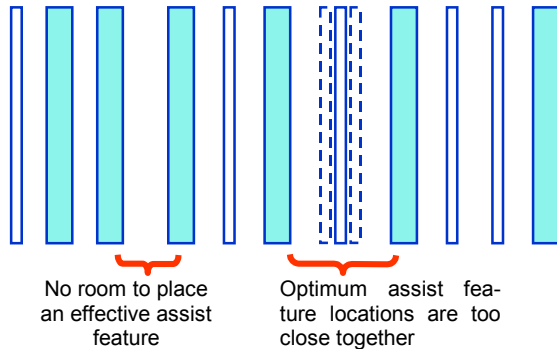 No room to place
an effective assist
feature
Optimum assist fea-
ture locations are too
close together